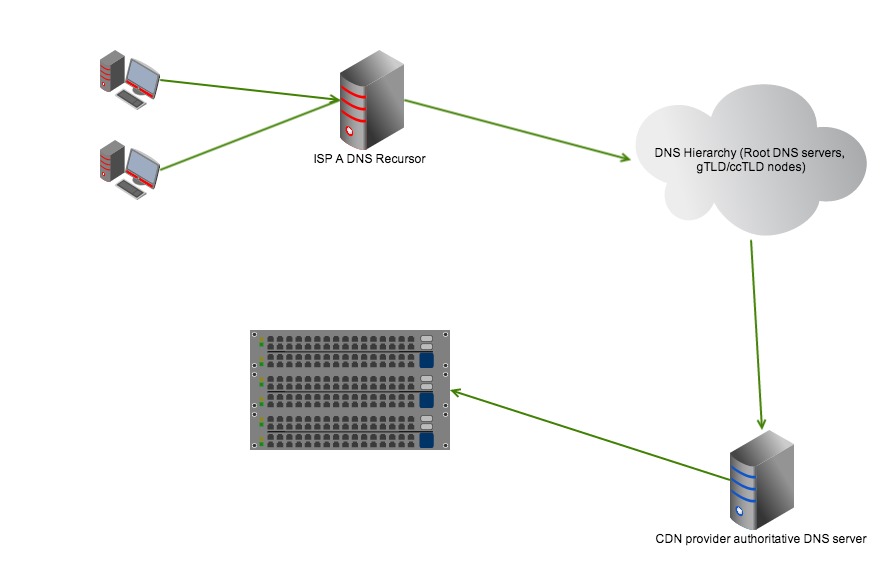 ISP A DNS Recursor
DNS Hierarchy (Root DNS servers,
gTLD/ccTLD nodes)
CDN provider authoritative DNS server